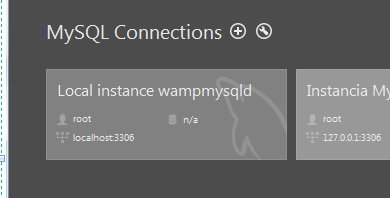 MySQL Connections
Local instance wampmysqld
root
n/a
localhost:3306
Instancia My
root
127.0.0.1:3306